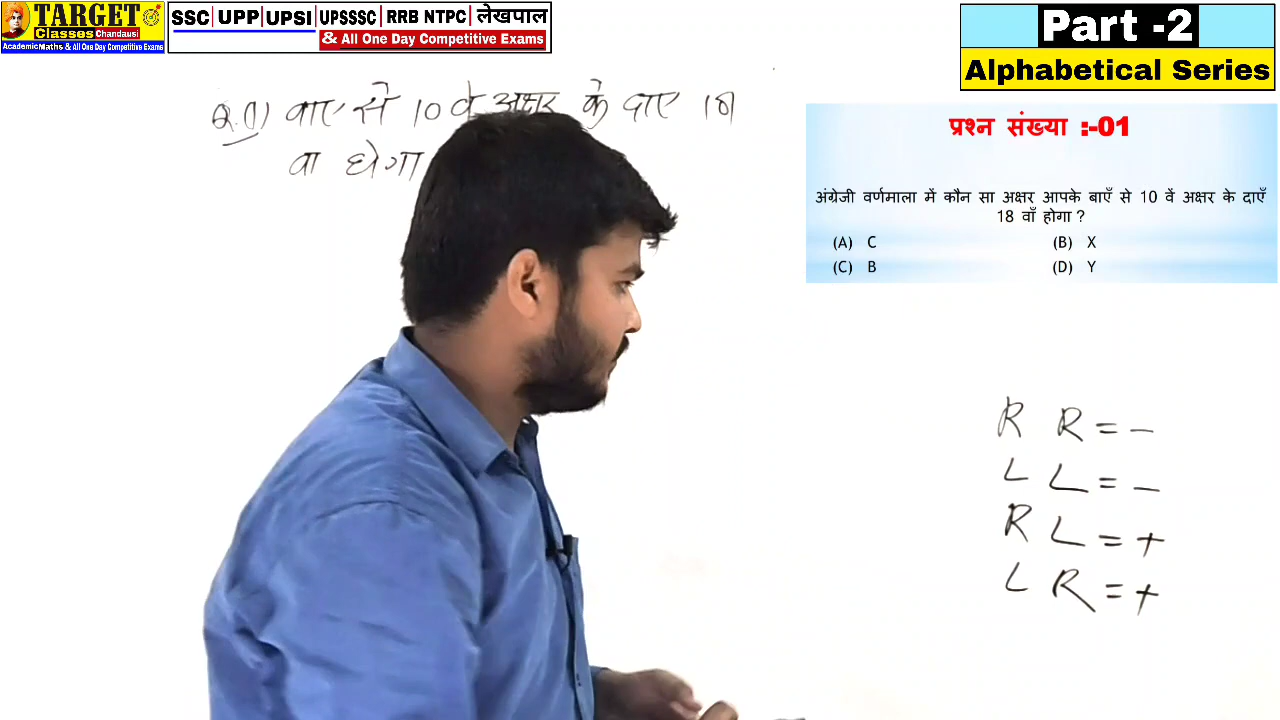 TARGET
Classes Chandausi
Academic Maths & All One Day Competitive Exams
SSC UPP UPSI UPSSSC RRB NTPC लेखपाल
& All One Day Competitive Exams
Part -2
Alphabetical Series
Q.(1) वाए से 10 वे अक्षर के दाए 18
वा होगा
प्रश्न संख्या :-01
अंग्रेजी वर्णमाला में कौन सा अक्षर आपके बाएँ से 10 वें अक्षर के दाएँ
18 वाँ होगा ?
(A) C (B) X
(C) B (D) Y
R R = -
L L = -
R L = +
L R = +